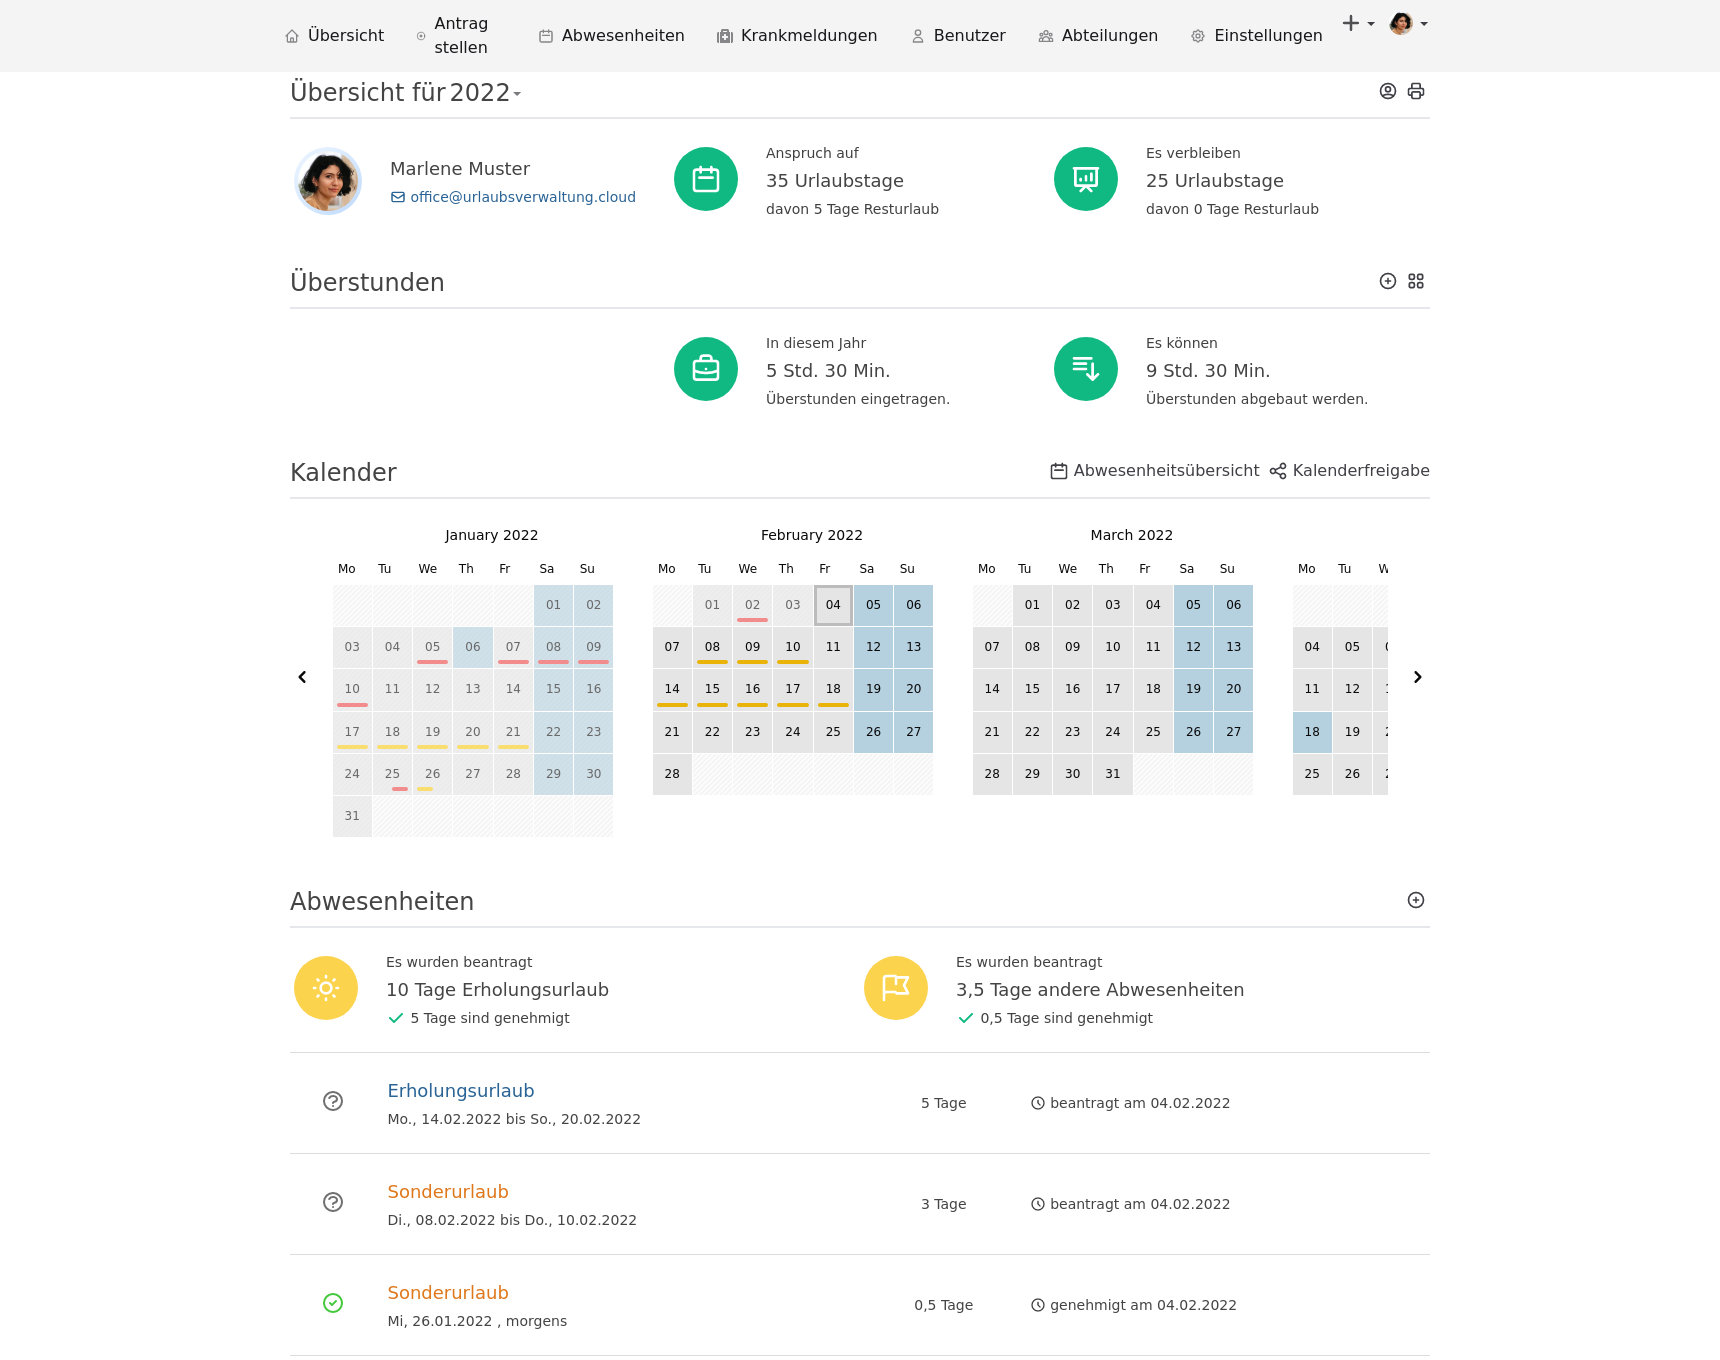 Übersicht
Antrag stellen
Abwesenheiten
Krankmeldungen
Benutzer
Abteilungen
Einstellungen
Übersicht für 2022
Marlene Muster
office@urlaubsverwaltung.cloud
Anspruch auf
35 Urlaubstage
davon 5 Tage Resturlaub
Es verbleiben
25 Urlaubstage
davon 0 Tage Resturlaub
Überstunden
In diesem Jahr
5 Std. 30 Min.
Überstunden eingetragen.
Es können
9 Std. 30 Min.
Überstunden abgebaut werden.
Kalender
Abwesenheitsübersicht
Kalenderfreigabe
January 2022
Mo Tu We Th Fr Sa Su
01 02
03 04 05 06 07 08 09
10 11 12 13 14 15 16
17 18 19 20 21 22 23
24 25 26 27 28 29 30
31
February 2022
Mo Tu We Th Fr Sa Su
01 02 03 04 05 06
07 08 09 10 11 12 13
14 15 16 17 18 19 20
21 22 23 24 25 26 27
28
March 2022
Mo Tu We Th Fr Sa Su
01 02 03 04 05 06
07 08 09 10 11 12 13
14 15 16 17 18 19 20
21 22 23 24 25 26 27
28 29 30 31
Mo Tu
04 05
11 12
18 19
25 26
Abwesenheiten
Es wurden beantragt
10 Tage Erholungsurlaub
5 Tage sind genehmigt
Es wurden beantragt
3,5 Tage andere Abwesenheiten
0,5 Tage sind genehmigt
Erholungsurlaub
Mo., 14.02.2022 bis So., 20.02.2022
5 Tage
beantragt am 04.02.2022
Sonderurlaub
Di., 08.02.2022 bis Do., 10.02.2022
3 Tage
beantragt am 04.02.2022
Sonderurlaub
Mi, 26.01.2022 , morgens
0,5 Tage
genehmigt am 04.02.2022